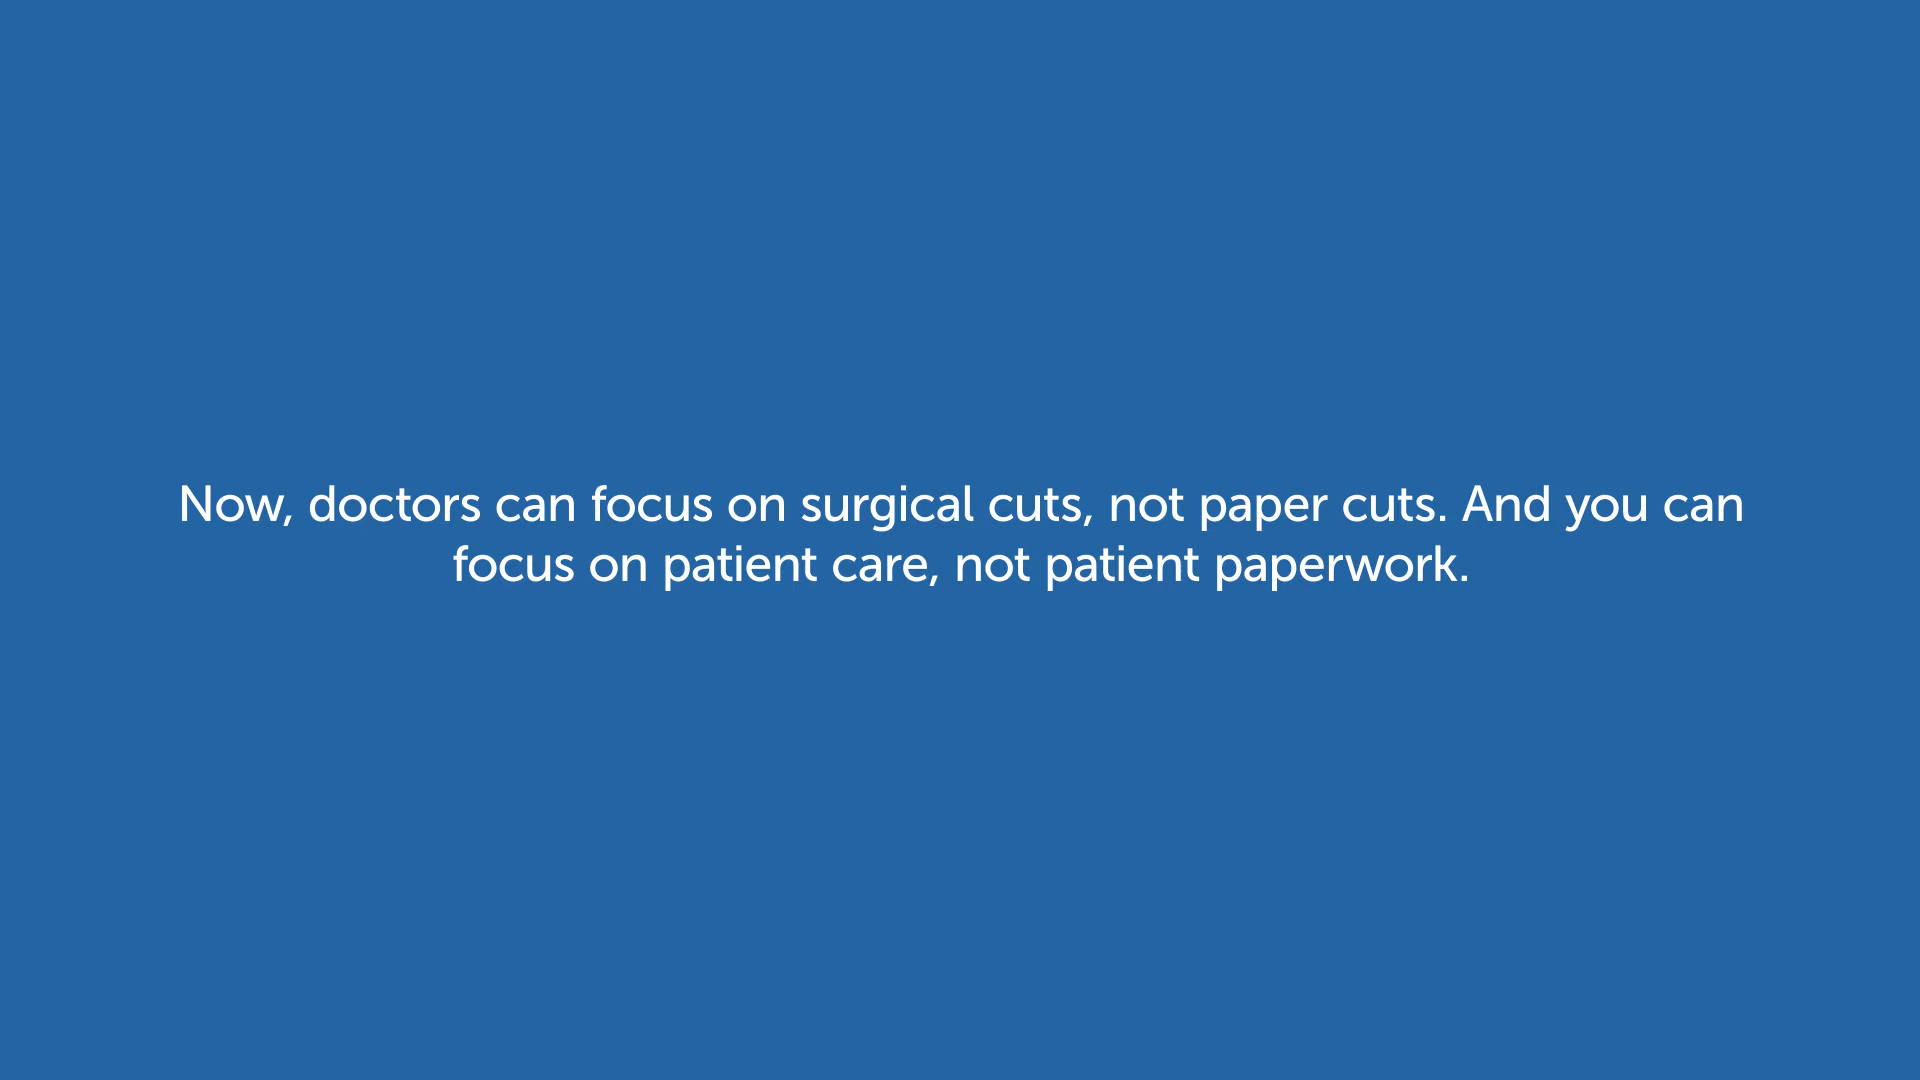 Now, doctors can focus on surgical cuts, not paper cuts. And you can
focus on patient care, not patient paperwork.